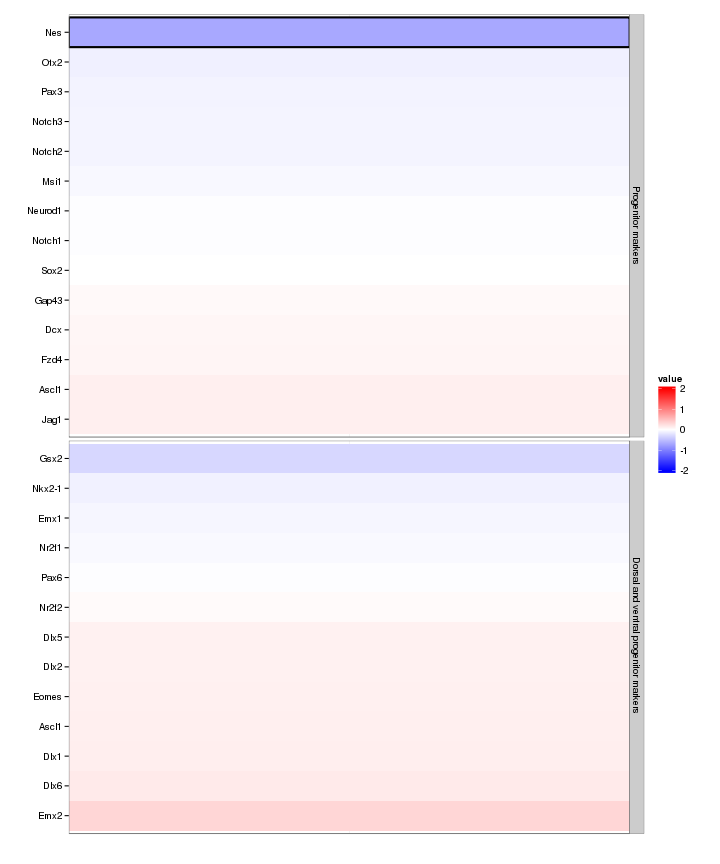 Nes
Otx2
Pax3
Notch3
Notch2
Msi1
Neurod1
Notch1
Sox2
Gap43
Dcx
Fzd4
Ascl1
Jag1
Progenitor markers
Gsx2
Nkx2-1
Emx1
Nr2f1
Pax6
Nr2f2
Dlx5
Dlx2
Eomes
Ascl1
Dlx1
Dlx6
Emx2
Dorsal and ventral progenitor markers
value
2
1
0
-1
-2